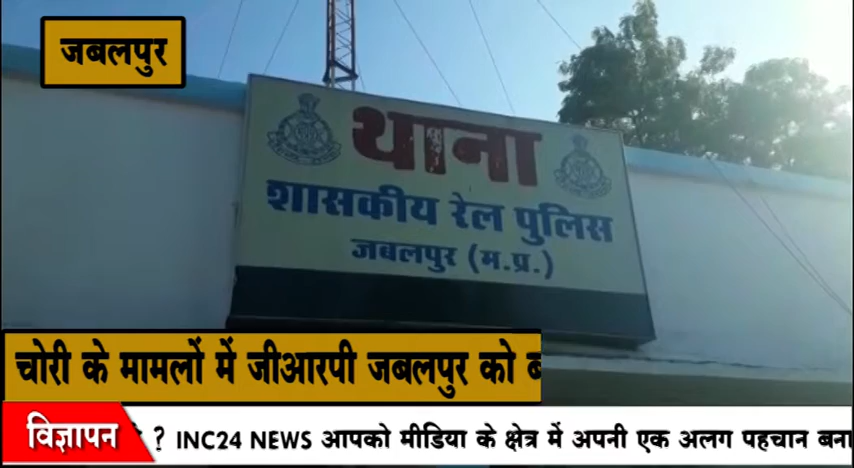 जबलपुर
थाना
शासकीय रेल पुलिस
जबलपुर (म.प्र.)
चोरी के मामलों में जीआरपी जबलपुर को
विज्ञापन
? INC24 NEWS आपको मीडिया के क्षेत्र में अपनी एक अलग पहचान